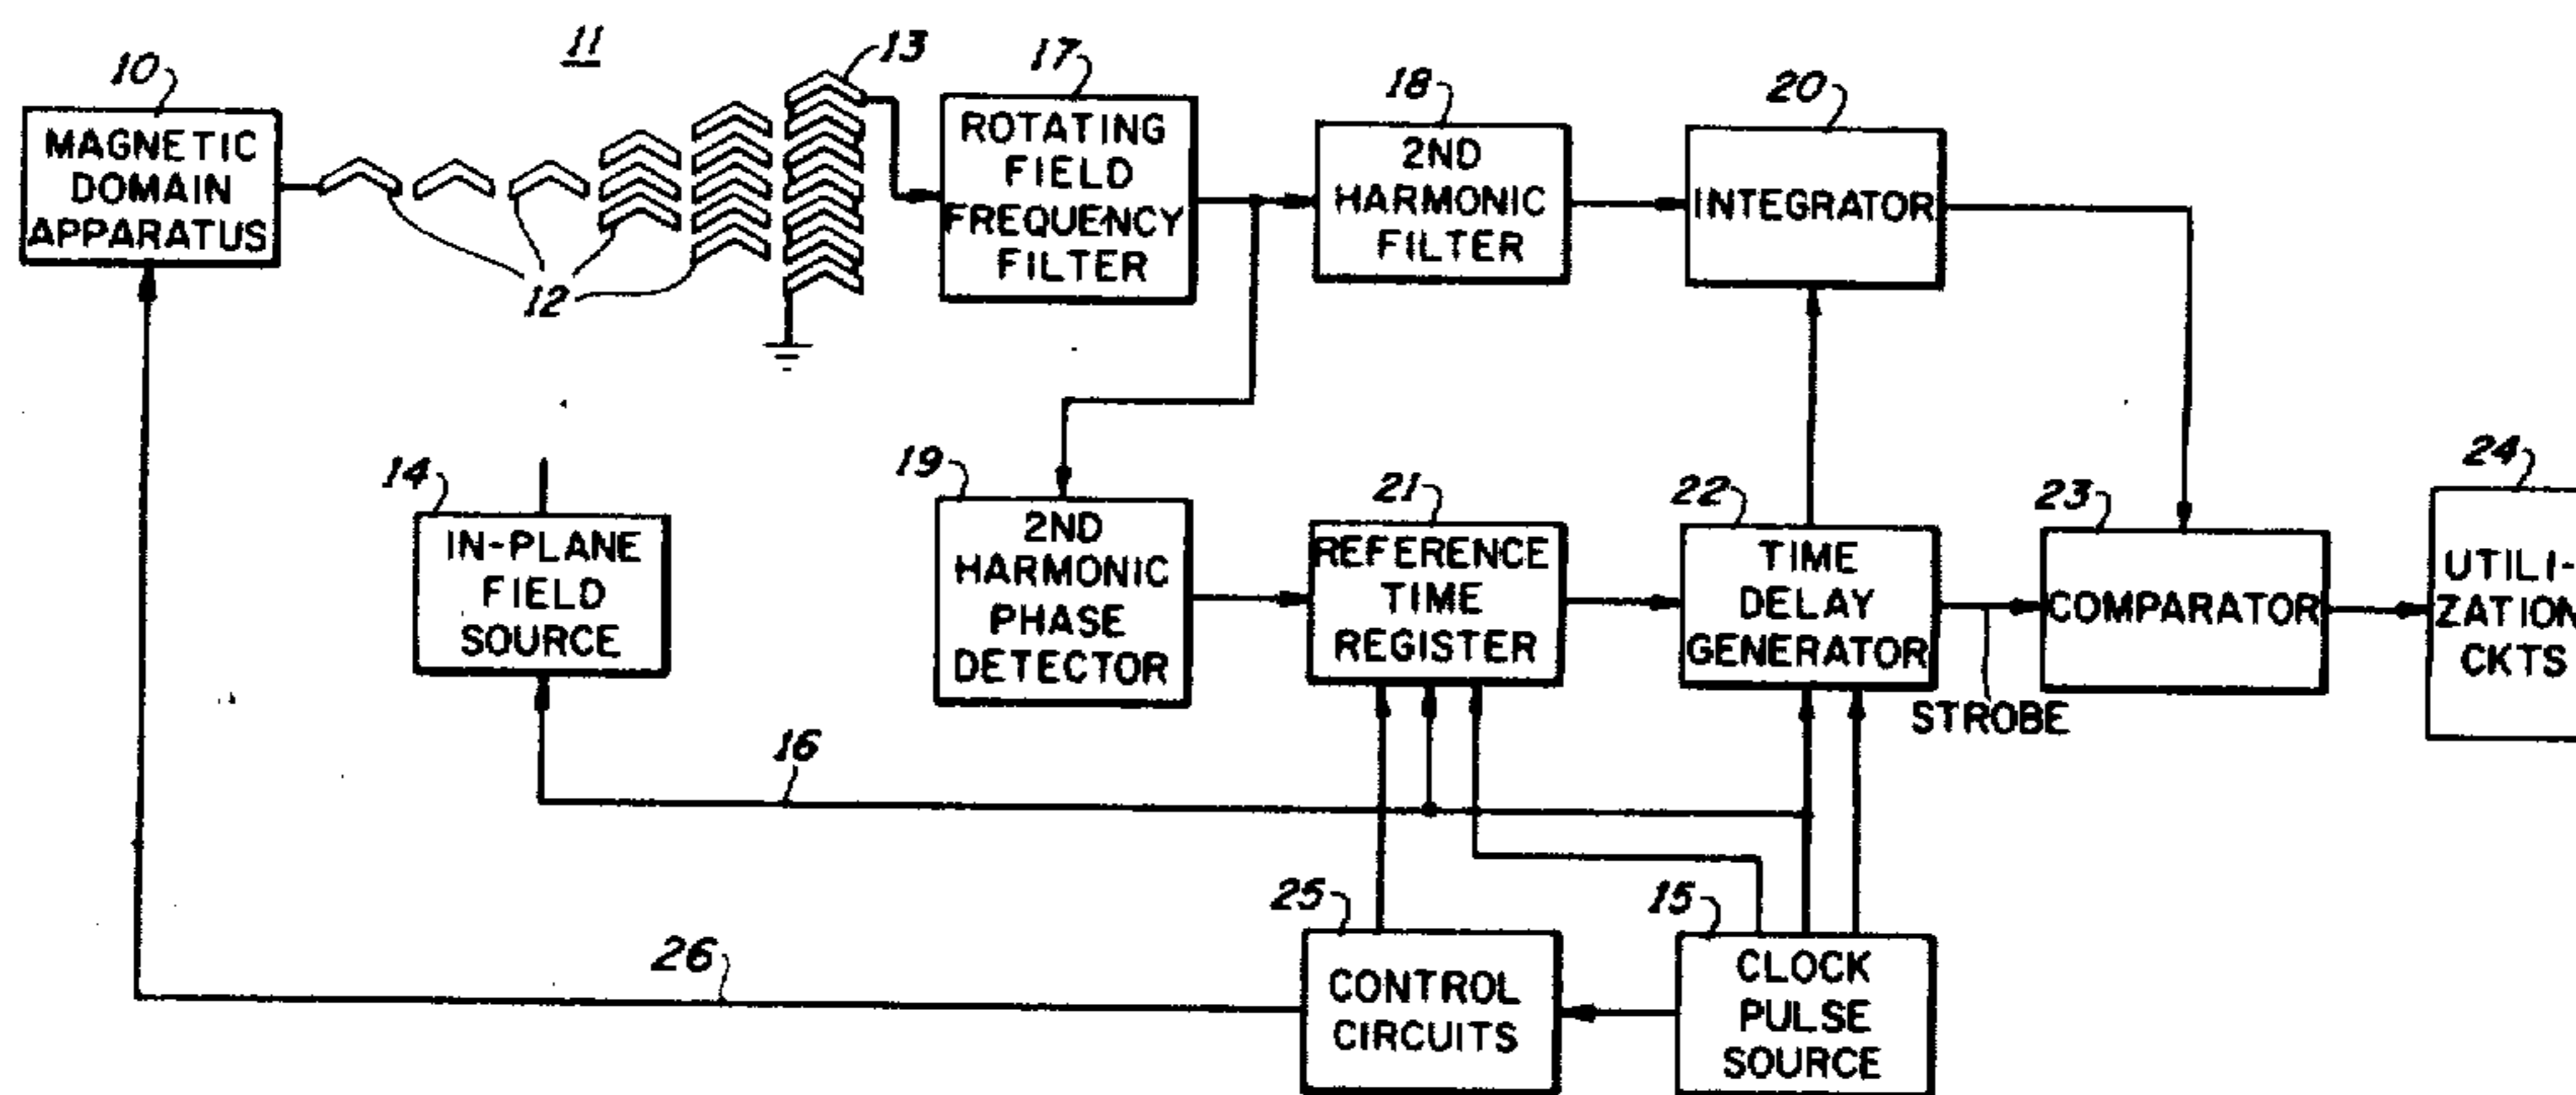 11
10
MAGNETIC
DOMAIN
APPARATUS
12
13
17
ROTATING
FIELD
FREQUENCY
FILTER
18
2ND
HARMONIC
FILTER
20
INTEGRATOR
14
IN-PLANE
FIELD
SOURCE
19
2ND
HARMONIC
PHASE
DETECTOR
21
REFERENCE
TIME
REGISTER
22
TIME
DELAY
GENERATOR
STROBE
23
COMPARATOR
24
UTILI-
ZATION
CKTS
16
26
25
CONTROL
CIRCUITS
15
CLOCK
PULSE
SOURCE